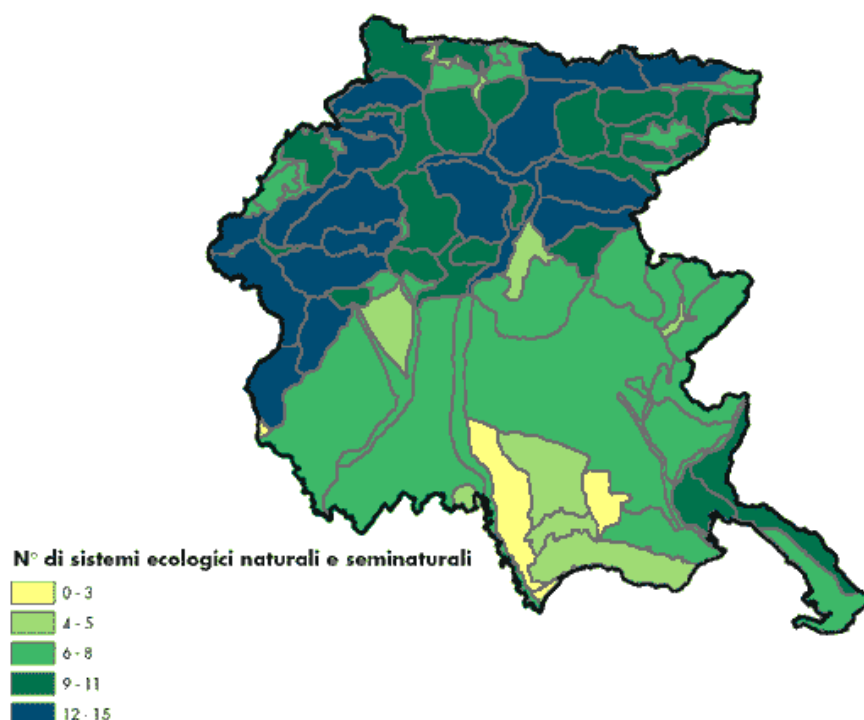 N° di sistemi ecologici naturali e seminaturali
0 - 3
4 - 5
6 - 8
9 - 11
12 - 15